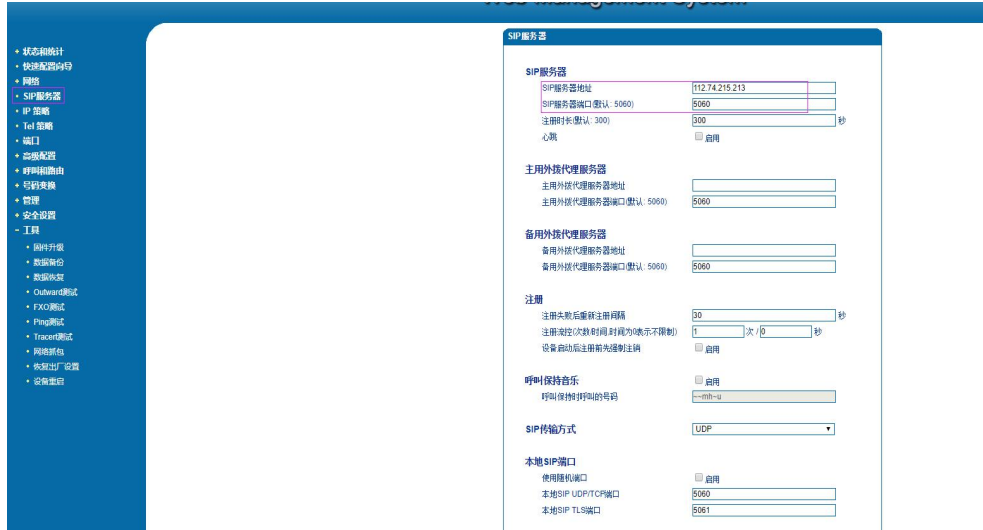 Web Management System
状态和统计
快速配置向导
网络
SIP服务器
IP 策略
Tel 策略
端口
高级配置
呼叫和路由
号码变换
管理
安全设置
工具
固件升级
数据备份
数据恢复
Outward测试
FXO测试
Ping测试
Tracert测试
网络抓包
恢复出厂设置
设备重启
SIP服务器
SIP服务器
SIP服务器地址 112.74.215.213
SIP服务器端口(默认: 5060) 5060
注册时长(默认: 300) 300 秒
心跳 启用
主用外拨代理服务器
主用外拨代理服务器地址
主用外拨代理服务器端口(默认: 5060) 5060
备用外拨代理服务器
备用外拨代理服务器地址
备用外拨代理服务器端口(默认: 5060) 5060
注册
注册失败后重新注册间隔 30 秒
注册流控(次数/时间,时间为0表示不限制) 1 次 / 0 秒
设备启动后注册前先强制注销 启用
呼叫保持音乐 启用
呼叫保持时呼叫的号码 --mh-u
SIP传输方式 UDP
本地SIP端口
使用随机端口 启用
本地SIP UDP/TCP端口 5060
本地SIP TLS端口 5061